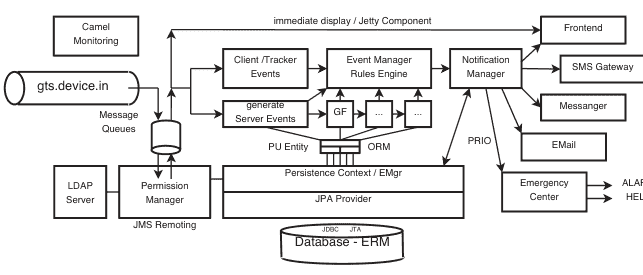 immediate display / Jetty Component
Camel
Monitoring
Frontend
Client /Tracker
Events
Event Manager
Rules Engine
Notification
Manager
SMS Gateway
gts.device.in
generate
Server Events
GF
...
...
Messanger
Message
Queues
PU Entity
ORM
PRIO
EMail
LDAP
Server
Permission
Manager
Persistence Context / EMgr
JPA Provider
Emergency
Center
ALAR
HEL
JMS Remoting
JDBC JTA
Database - ERM